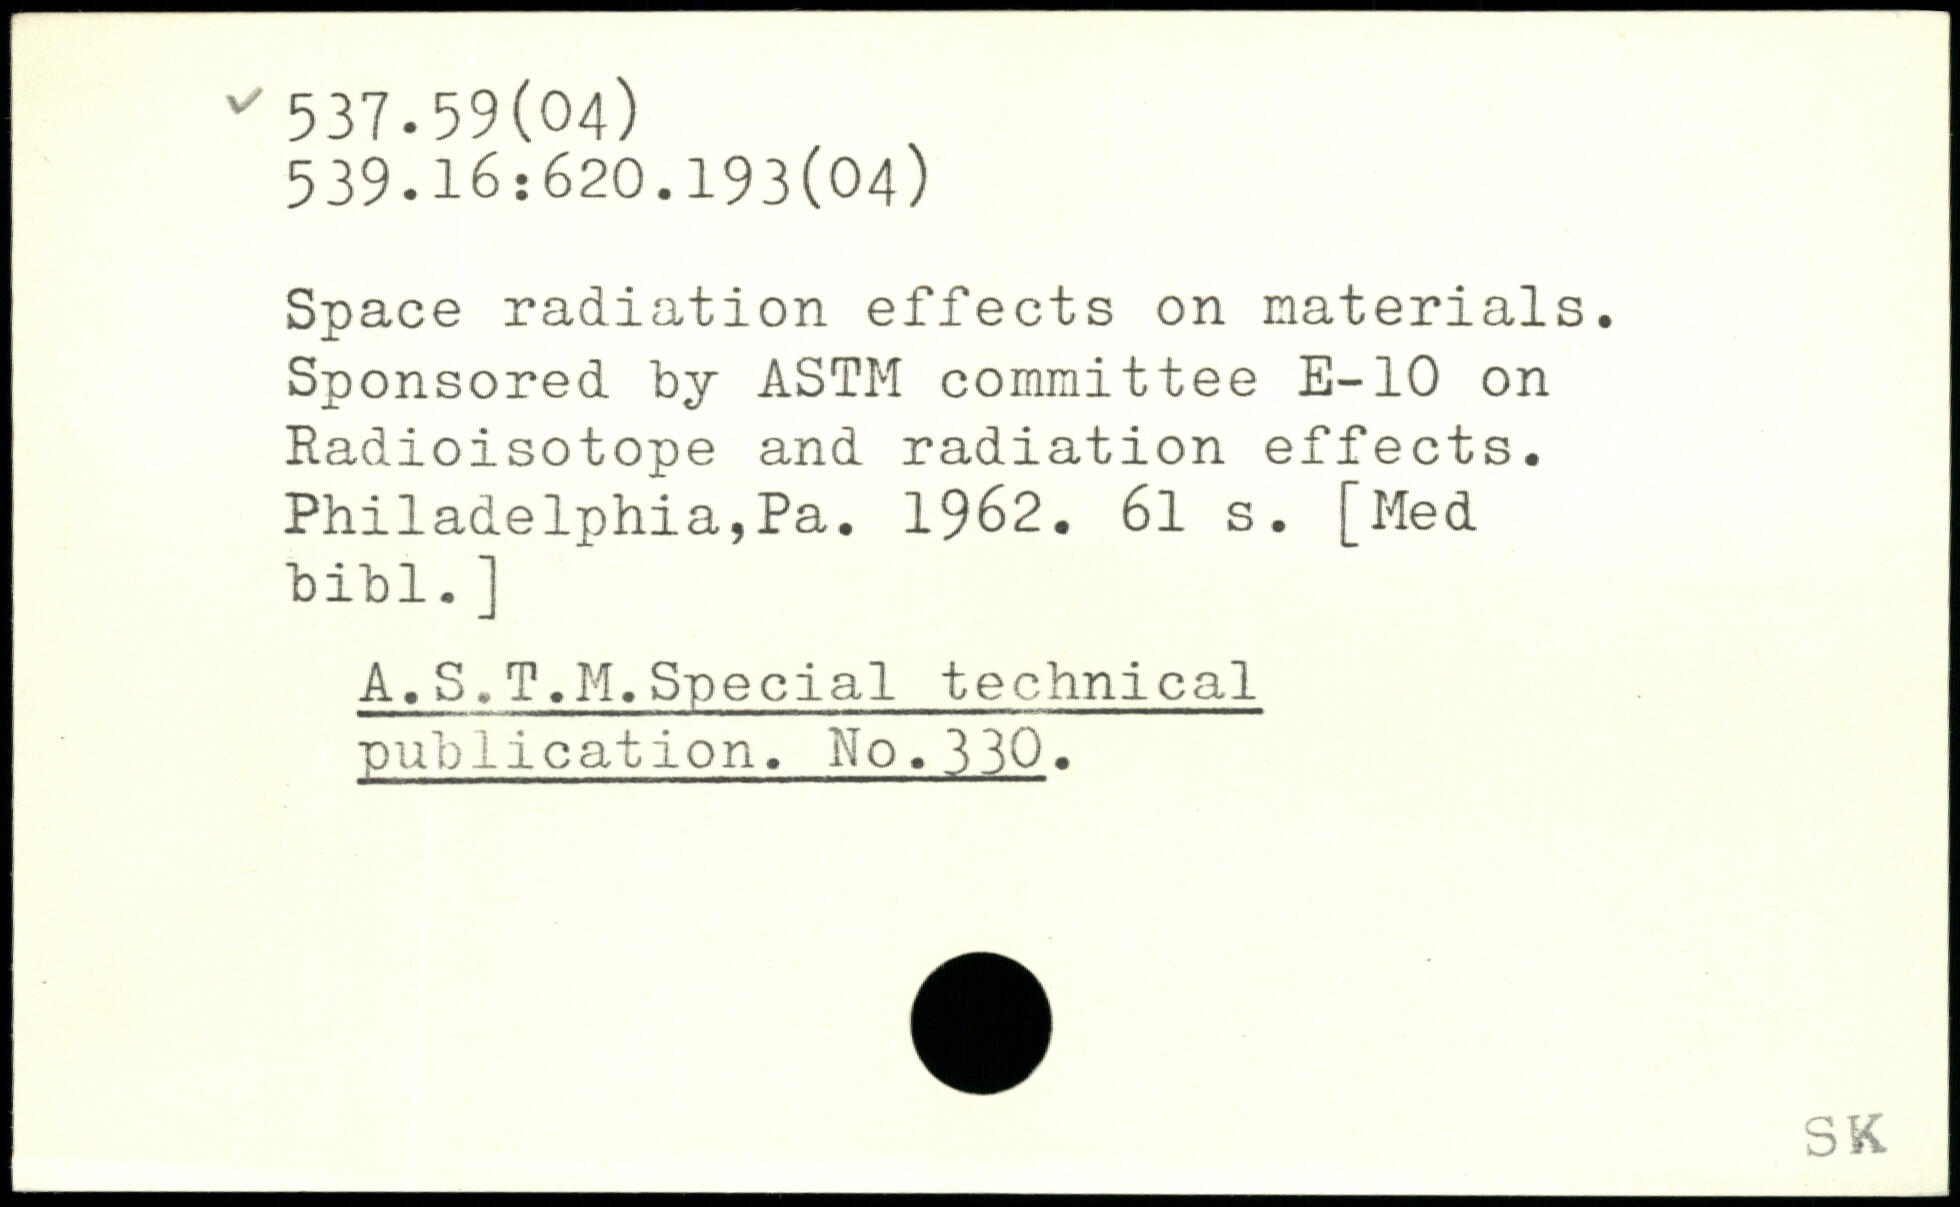 ✓ 537.59(04)
539.16:620.193(04)
Space radiation effects on materials.
Sponsored by ASTM committee E-10 on
Radioisotope and radiation effects.
Philadelphia,Pa. 1962. 61 s. [Med
bibl.]
A.S.T.M.Special technical
publication. No.330.
SK